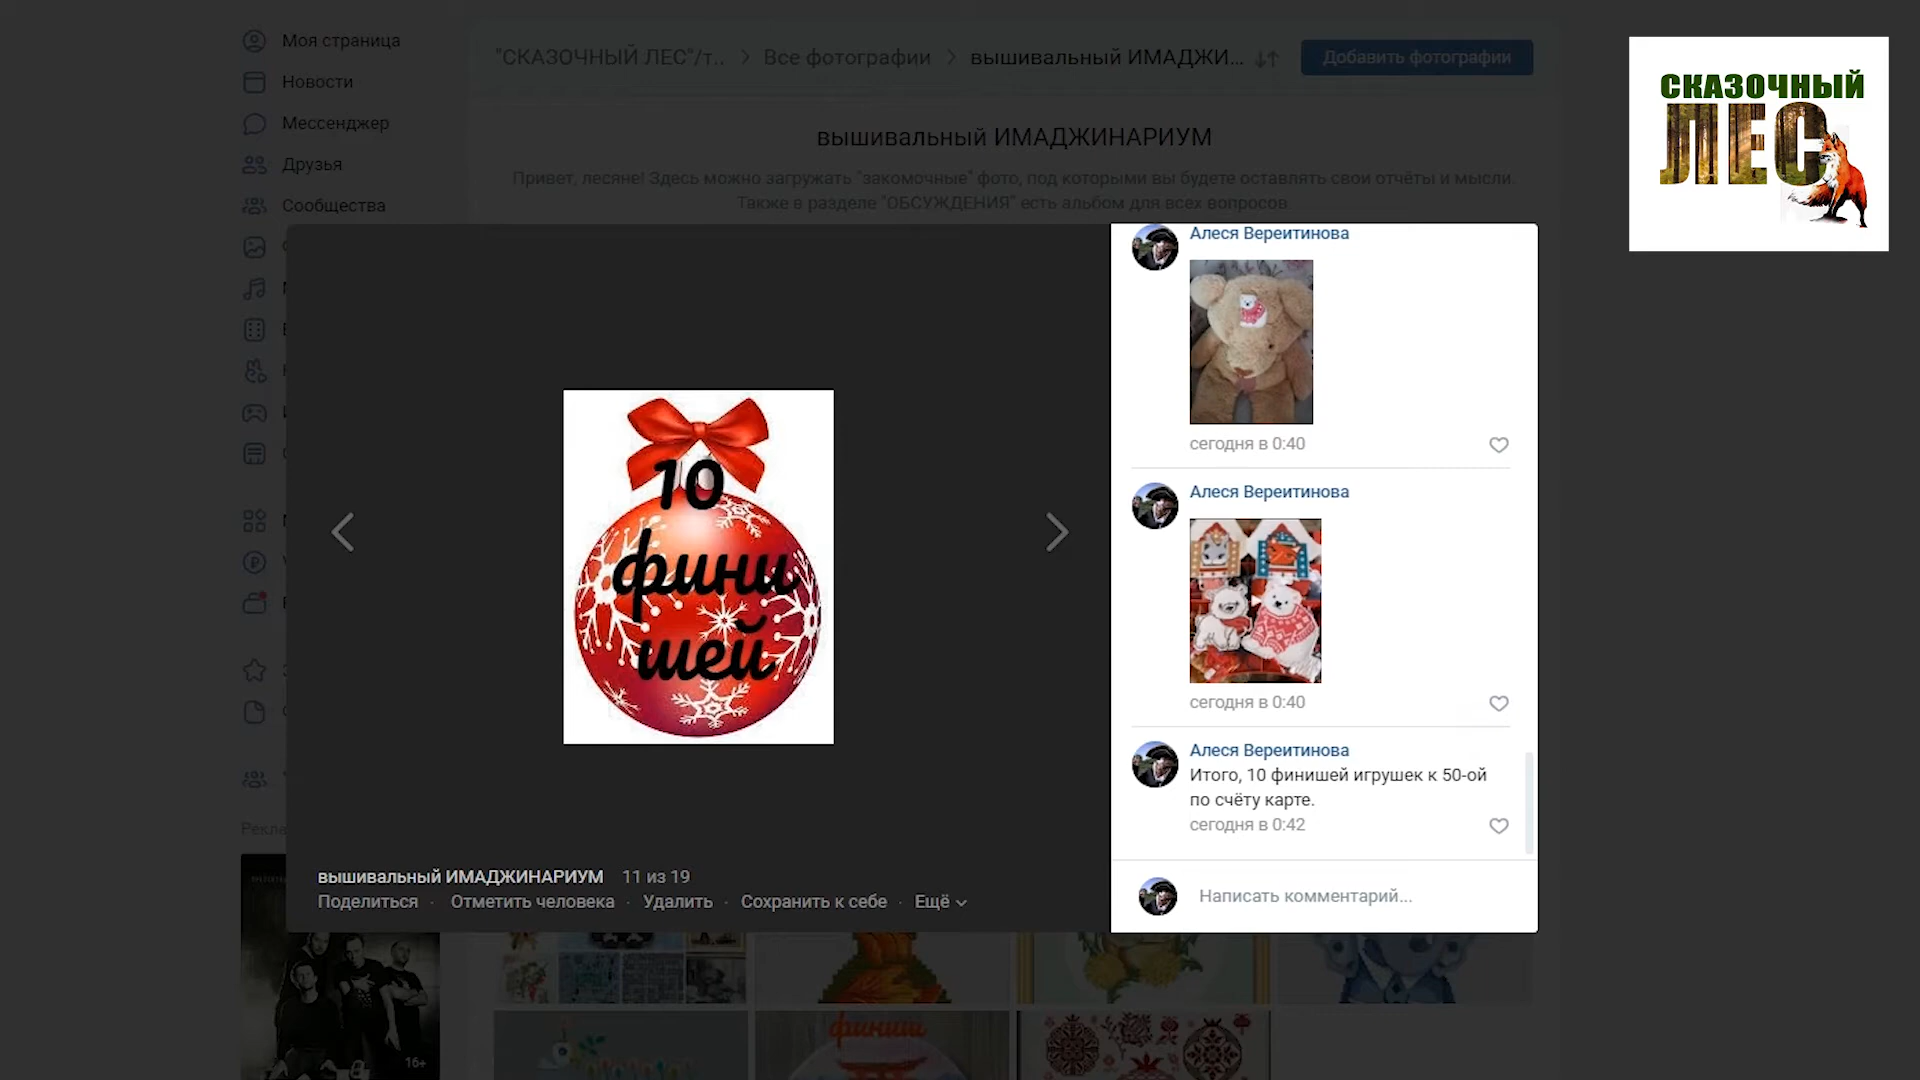 Моя страница
Новости
Мессенджер
Друзья
Сообщества
"СКАЗОЧНЫЙ ЛЕС"/т..
Все фотографии
вышивальный ИМАДЖИ...
Добавить фотографии
вышивальный ИМАДЖИНАРИУМ
Привет, лесяне! Здесь можно загружать "закомочные" фото, под которыми вы будете оставлять свои отчёты и мысли.
Также в разделе "ОБСУЖДЕНИЯ" есть альбом для всех вопросов
СКАЗОЧНЫЙ
ЛЕС
10
фини
шей
Алеся Вереитинова
сегодня в 0:40
Алеся Вереитинова
сегодня в 0:40
Алеся Вереитинова
Итого, 10 финишей игрушек к 50-ой
по счёту карте.
сегодня в 0:42
Написать комментарий...
вышивальный ИМАДЖИНАРИУМ 11 из 19
Поделиться · Отметить человека · Удалить · Сохранить к себе · Ещё
16+
финиш